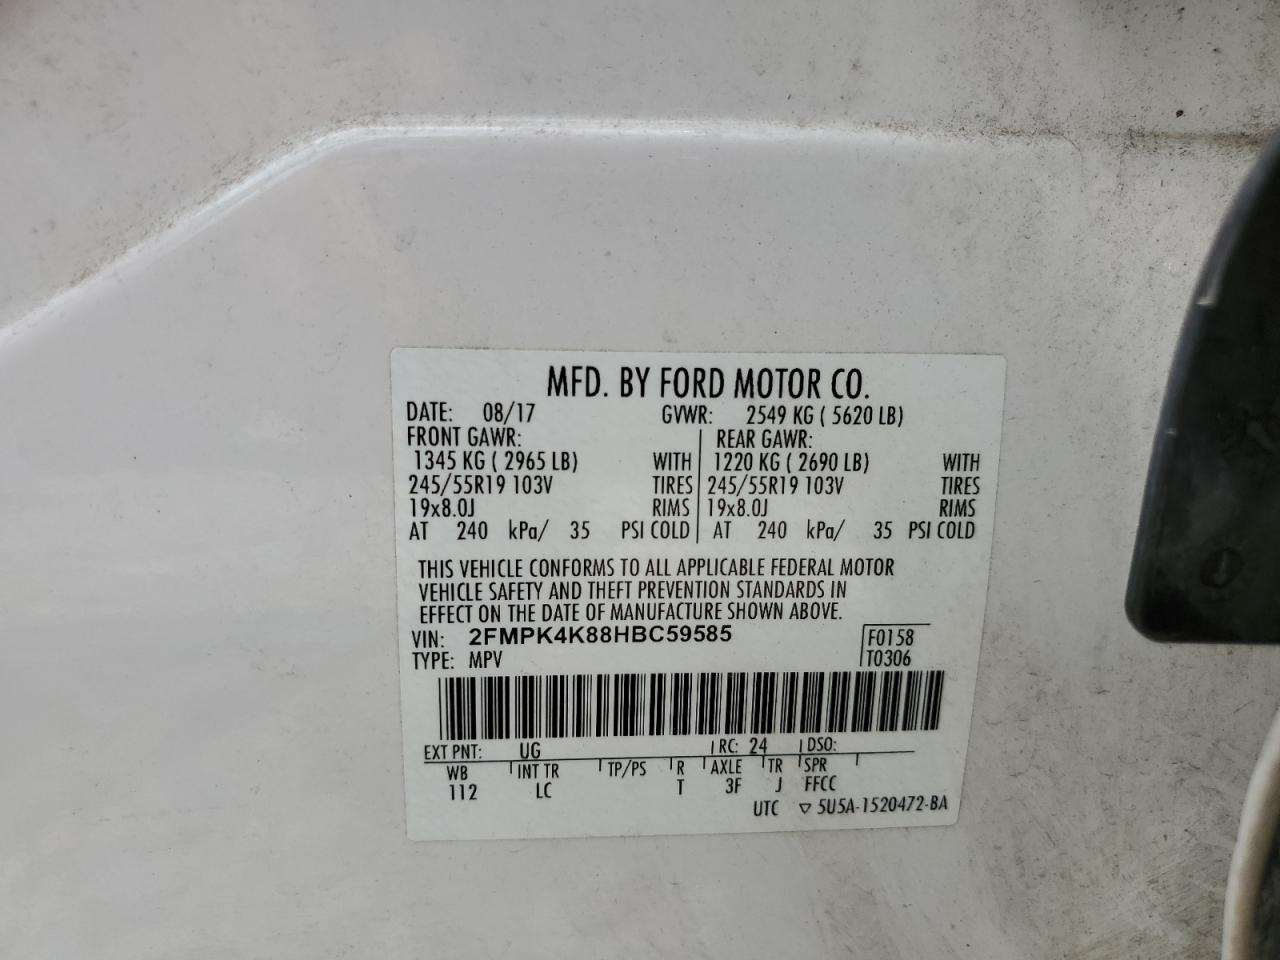 MFD. BY FORD MOTOR CO.
DATE: 08/17 GVWR: 2549 KG ( 5620 LB)
FRONT GAWR: REAR GAWR:
1345 KG ( 2965 LB) WITH 1220 KG ( 2690 LB) WITH
245/55R19 103V TIRES 245/55R19 103V TIRES
19x8.0J RIMS 19x8.0J RIMS
AT 240 kPa/ 35 PSI COLD AT 240 kPa/ 35 PSI COLD
THIS VEHICLE CONFORMS TO ALL APPLICABLE FEDERAL MOTOR
VEHICLE SAFETY AND THEFT PREVENTION STANDARDS IN
EFFECT ON THE DATE OF MANUFACTURE SHOWN ABOVE.
VIN: 2FMPK4K88HBC59585 F0158
TYPE: MPV T0306
EXT PNT: UG RC: 24 DSO:
WB INT TR TP/PS R AXLE TR SPR
112 LC T 3F J FFCC
UTC ▽ 5U5A-1520472-BA